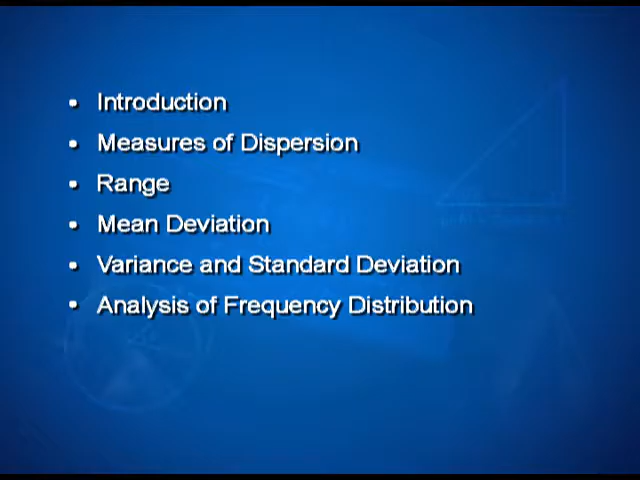 • Introduction
• Measures of Dispersion
• Range
• Mean Deviation
• Variance and Standard Deviation
• Analysis of Frequency Distribution